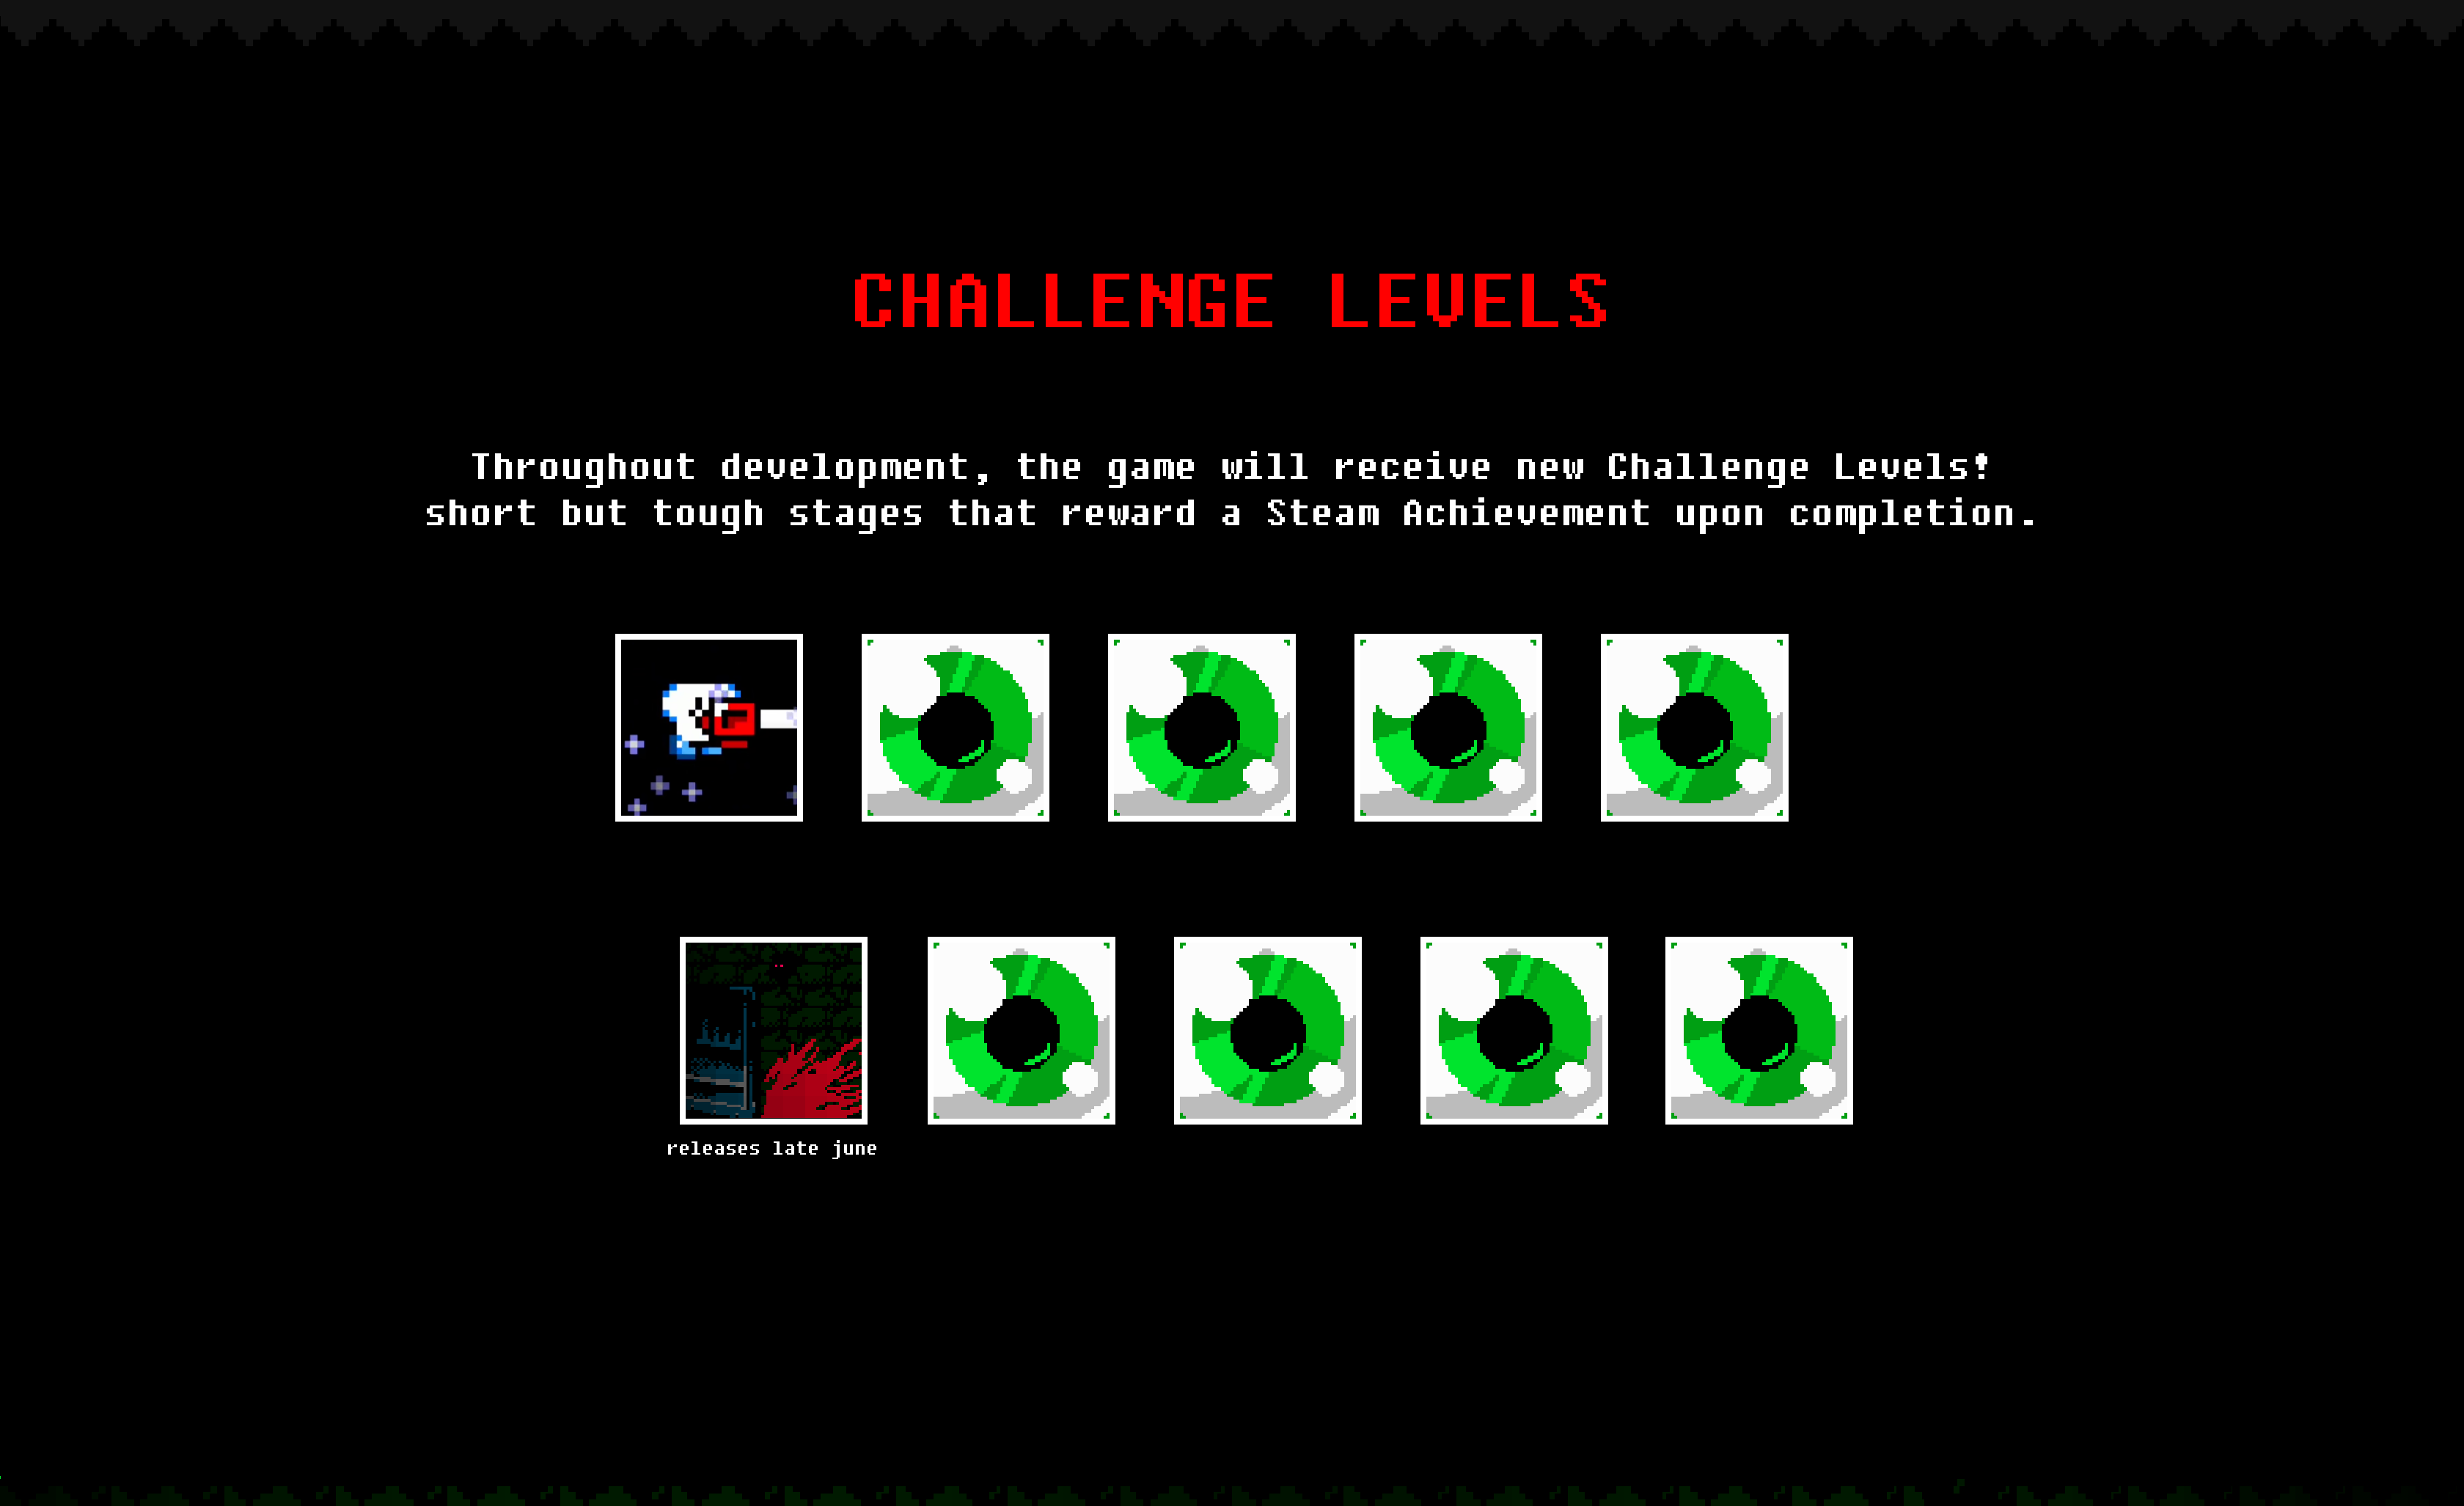 CHALLENGE LEVELS
Throughout development, the game will receive new Challenge Levels!
short but tough stages that reward a Steam Achievement upon completion.
releases late june